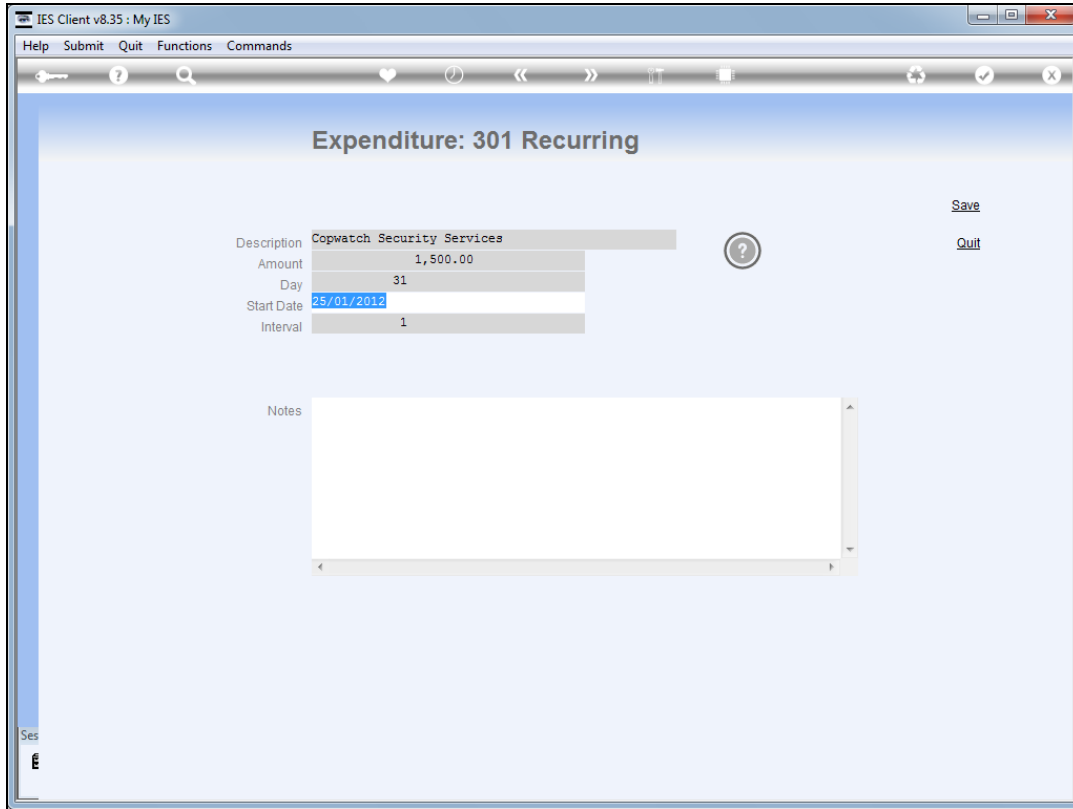 IES Client v8.35 : My IES
Help Submit Quit Functions Commands
Expenditure: 301 Recurring
Save
Description Copwatch Security Services
Quit
Amount 1,500.00
Day 31
Start Date 25/01/2012
Interval 1
Notes
Ses